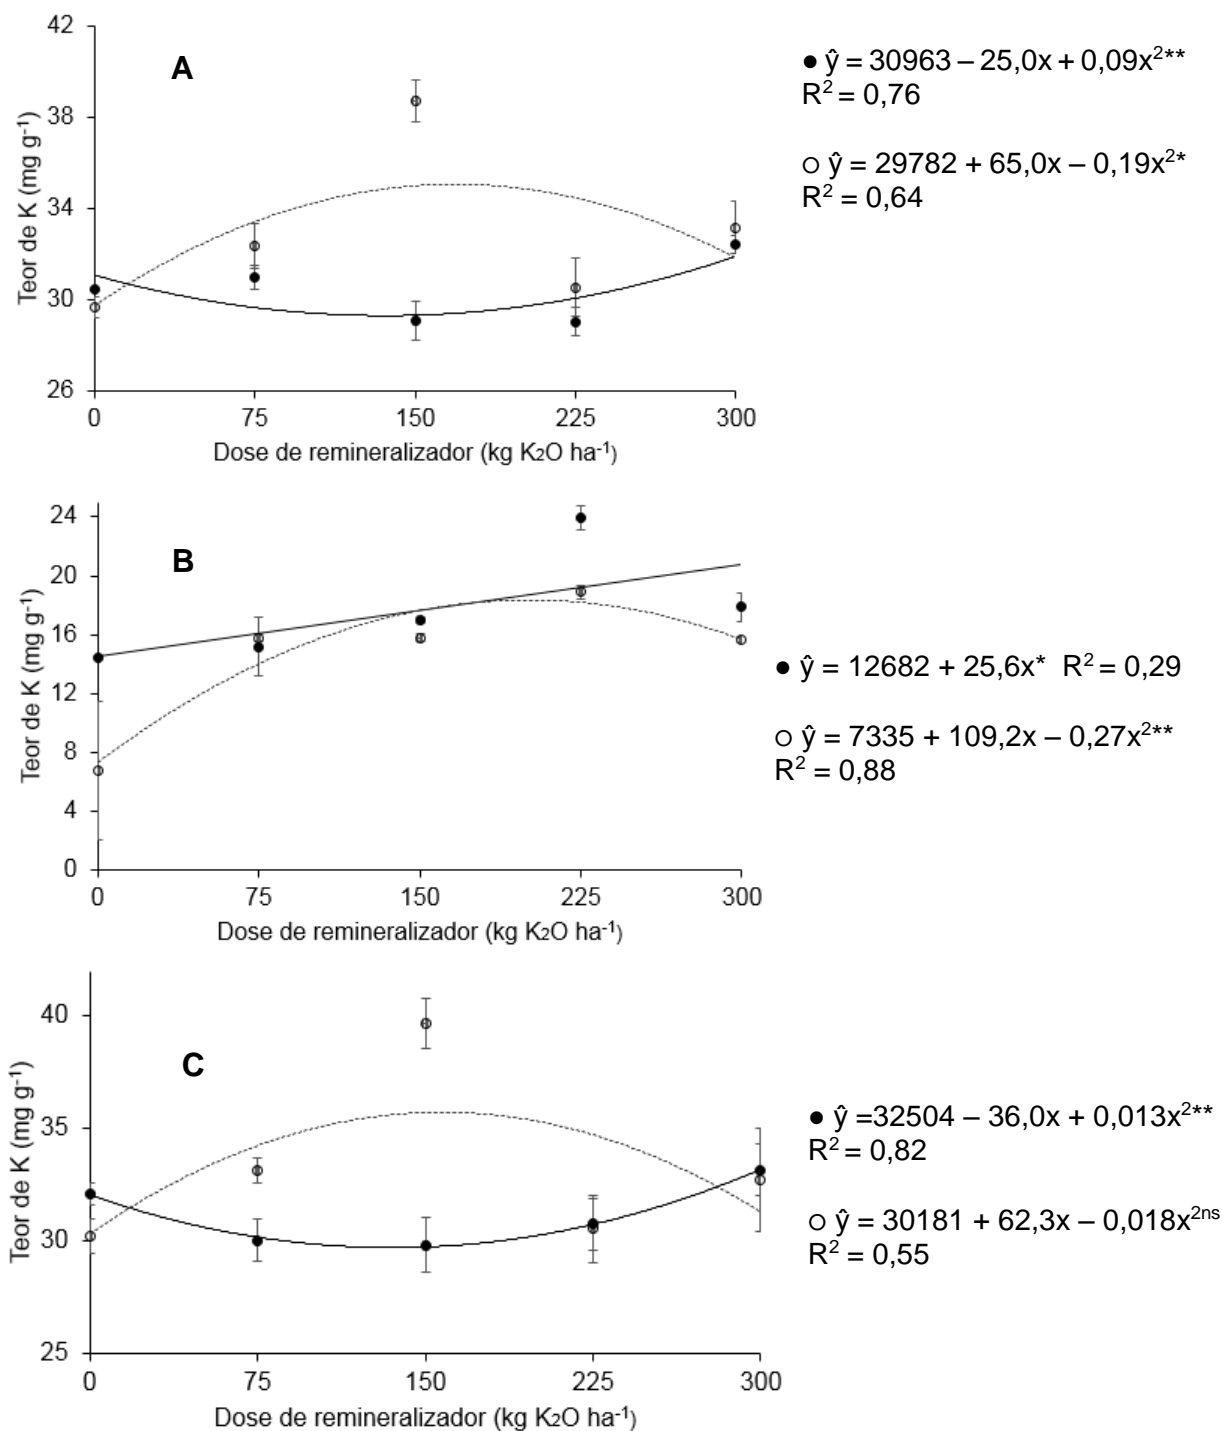 42
38
34
30
26
Teor de K (mg g⁻¹)
A
0 75 150 225 300
Dose de remineralizador (kg K₂O ha⁻¹)
● ŷ = 30963 – 25,0x + 0,09x²**
R² = 0,76
○ ŷ = 29782 + 65,0x – 0,19x²*
R² = 0,64
24
20
16
12
8
4
0
Teor de K (mg g⁻¹)
B
0 75 150 225 300
Dose de remineralizador (kg K₂O ha⁻¹)
● ŷ = 12682 + 25,6x* R² = 0,29
○ ŷ = 7335 + 109,2x – 0,27x²**
R² = 0,88
40
35
30
25
Teor de K (mg g⁻¹)
C
0 75 150 225 300
Dose de remineralizador (kg K₂O ha⁻¹)
● ŷ =32504 – 36,0x + 0,013x²**
R² = 0,82
○ ŷ = 30181 + 62,3x – 0,018x²ⁿˢ
R² = 0,55